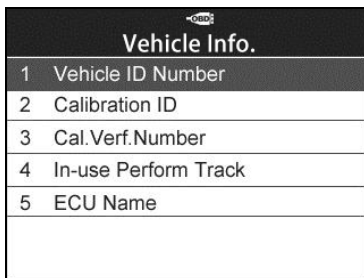 OBD
Vehicle Info.
1 Vehicle ID Number
2 Calibration ID
3 Cal.Verf.Number
4 In-use Perform Track
5 ECU Name